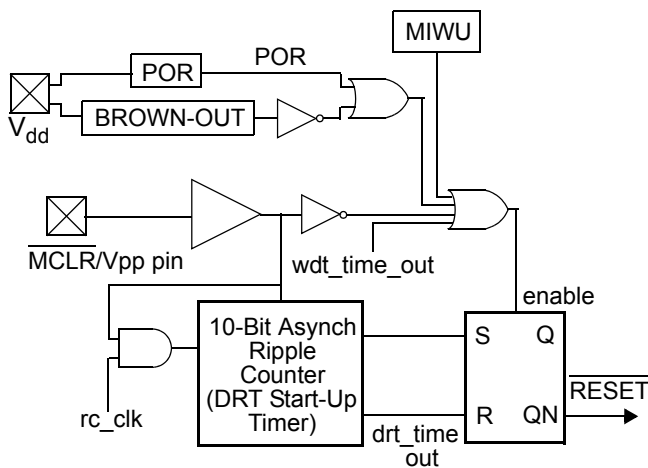 MIWU
POR
POR
BROWN-OUT
Vdd
MCLR/Vpp pin
wdt_time_out
enable
10-Bit Asynch
Ripple
Counter
(DRT Start-Up
Timer)
S
Q
RESET
R
QN
rc_clk
drt_time
out